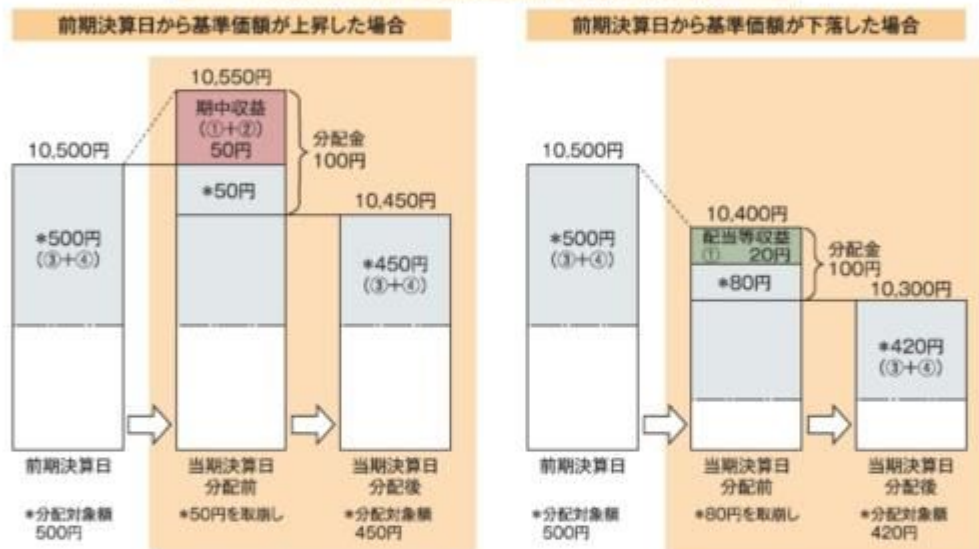 前期決算日から基準価額が上昇した場合
10,550円
期中収益
(①+②)
50円
分配金
100円
10,500円
*50円
10,450円
*500円
(③+④)
*450円
(③+④)
前期決算日
当期決算日
分配前
当期決算日
分配後
*分配対象額
500円
*50円を取崩し
*分配対象額
450円
前期決算日から基準価額が下落した場合
10,500円
10,400円
配当等収益
① 20円
分配金
100円
*80円
10,300円
*500円
(③+④)
*420円
(③+④)
前期決算日
当期決算日
分配前
当期決算日
分配後
*分配対象額
500円
*80円を取崩し
*分配対象額
420円